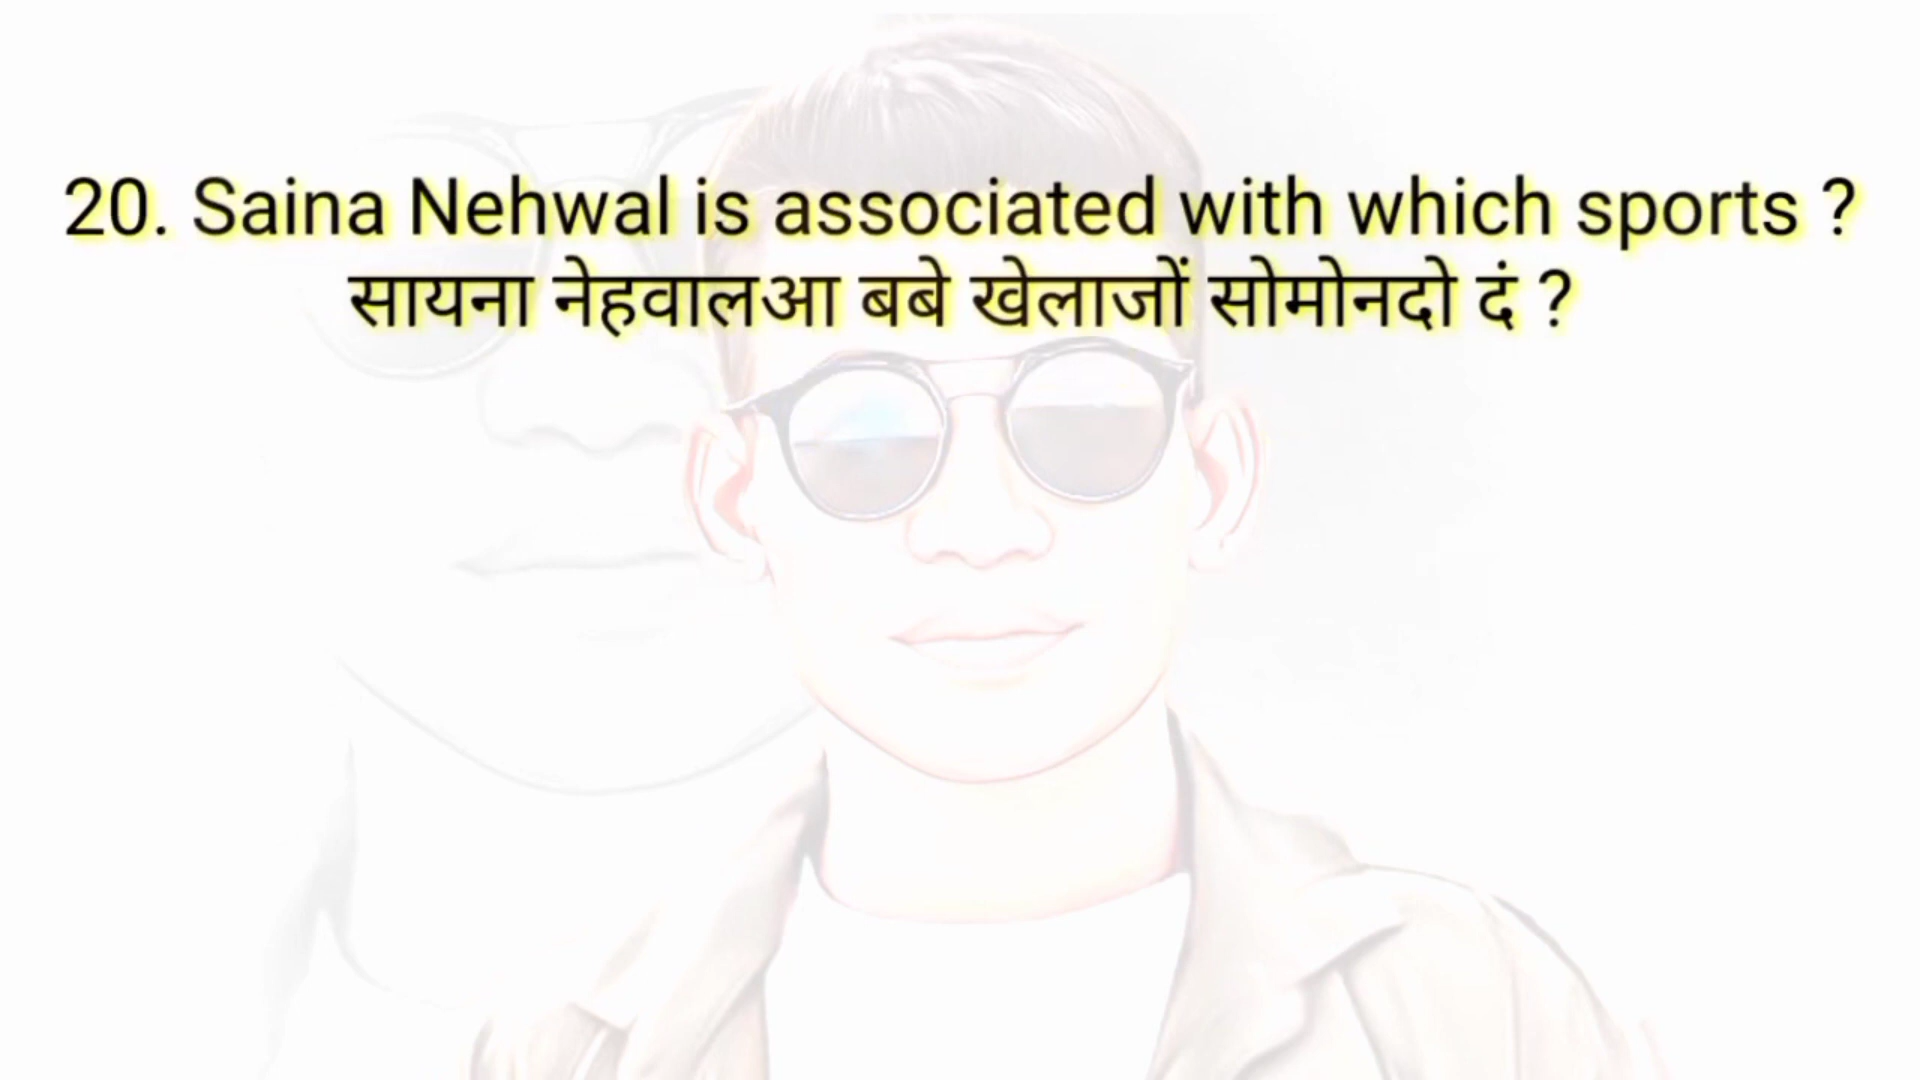 20. Saina Nehwal is associated with which sports ?
सायना नेहवालआ बबे खेलाजों सोमोनदो दं ?